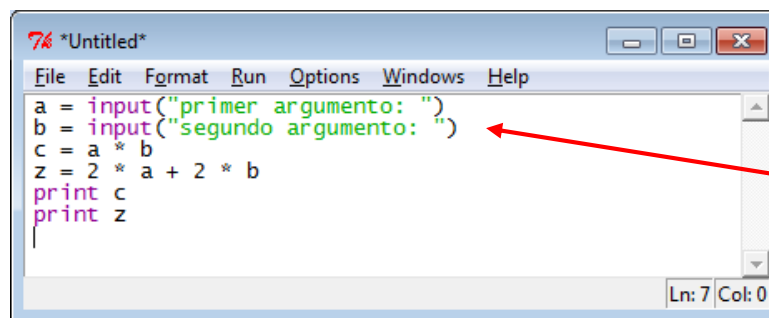 *Untitled*
File Edit Format Run Options Windows Help
a = input("primer argumento: ")
b = input("segundo argumento: ")
c = a * b
z = 2 * a + 2 * b
print c
print z
Ln: 7 Col: 0